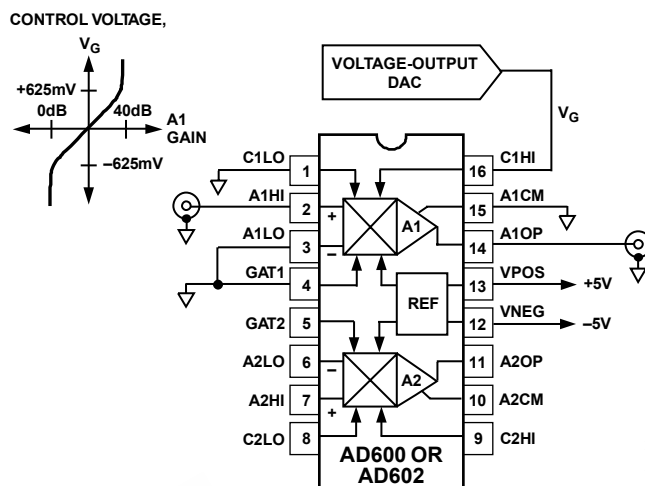 CONTROL VOLTAGE,
VG
+625mV
0dB
40dB
A1
GAIN
–625mV
VOLTAGE-OUTPUT
DAC
VG
C1LO
1
16
C1HI
A1HI
2
+
A1
15
A1CM
A1LO
3
–
14
A1OP
GAT1
4
REF
13
VPOS
+5V
GAT2
5
12
VNEG
–5V
A2LO
6
–
A2
11
A2OP
A2HI
7
+
10
A2CM
C2LO
8
9
C2HI
AD600 OR
AD602